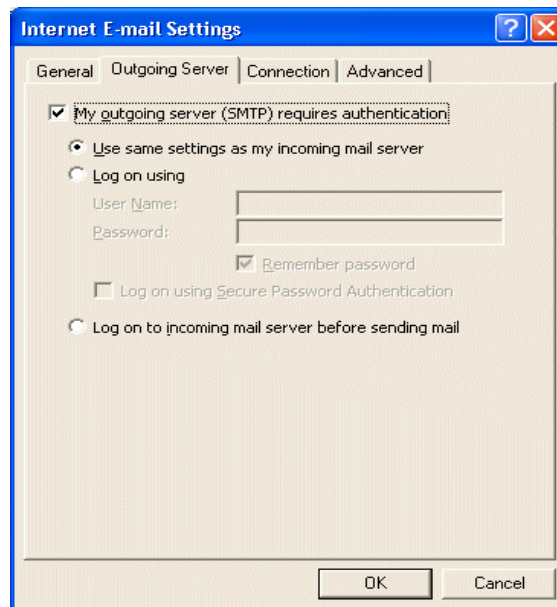 Internet E-mail Settings
General Outgoing Server Connection Advanced
My outgoing server (SMTP) requires authentication
Use same settings as my incoming mail server
Log on using
User Name:
Password:
Remember password
Log on using Secure Password Authentication
Log on to incoming mail server before sending mail
OK Cancel